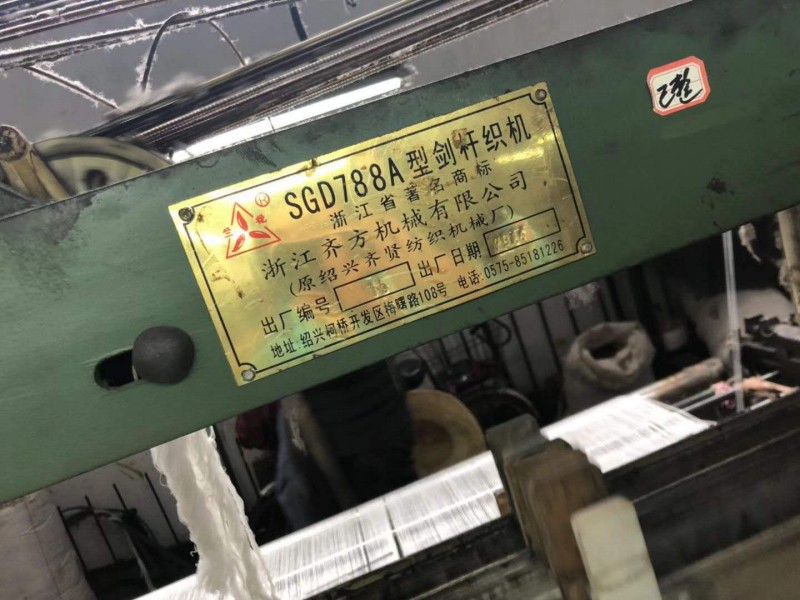 SGD788A型剑杆织机
浙江省著名商标
浙江齐方机械有限公司
(原绍兴齐贤纺织机械厂)
出厂编号 出厂日期
地址:绍兴柯桥开发区梅曙路108号 电话:0575-85181226
®